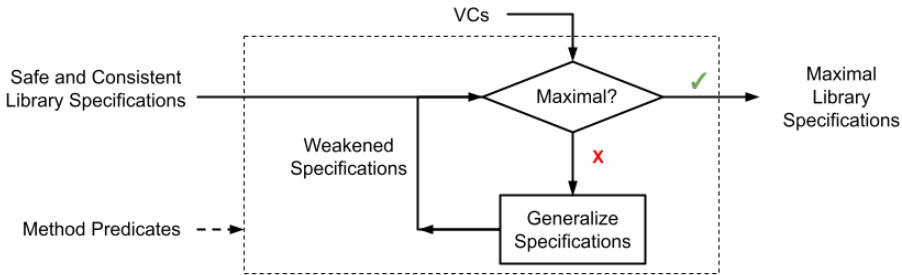 VCs
Safe and Consistent
Library Specifications
Maximal?
✓
Maximal
Library
Specifications
Weakened
Specifications
x
Method Predicates
Generalize
Specifications